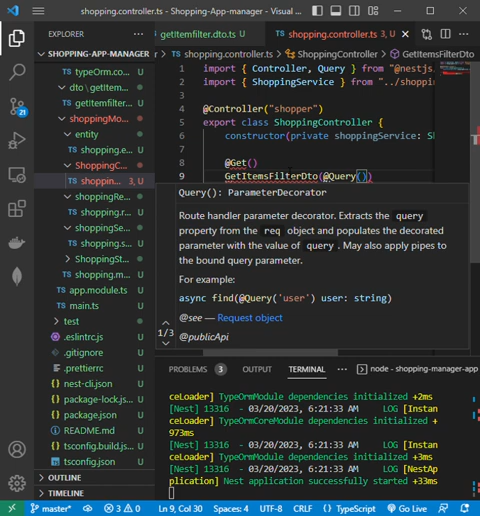 shopping.controller.ts - Shopping-App-manager - Visual ...
EXPLORER
getitemfilter.dto.ts U
shopping.controller.ts 3, U
SHOPPING-APP-MANAGER
> shopping.controller.ts > ShoppingController > GetItemsFilterDto
typeOrm.co... U
dto \ getItem...
getitemfilter... U
shoppingMo...
entity
shopping.e... U
ShoppingC...
shoppin... 3, U
shoppingRe...
shopping.r... U
shoppingSe...
shopping.s... U
ShoppingSt...
shopping.m... U
app.module.ts U
main.ts U
test
.eslintrc.js U
.gitignore U
.prettierrc U
nest-cli.json U
package-lock.js... U
package.json U
README.md U
tsconfig.build.j... U
tsconfig.json U
OUTLINE
TIMELINE
21
1 import { Controller, Query } from "@nestjs
2 import { ShoppingService } from "../shoppi
3
4 @Controller("shopper")
5 export class ShoppingController {
6 constructor(private shoppingService: Sh
7
8 @Get()
9 GetItemsFilterDto(@Query())
Query(): ParameterDecorator
Route handler parameter decorator. Extracts the query
property from the req object and populates the decorated
parameter with the value of query . May also apply pipes to
the bound query parameter.
For example:
async find(@Query('user') user: string)
@see — Request object
1/3
@publicApi
PROBLEMS 3 OUTPUT TERMINAL ... node - shopping-manager-app
ceLoader] TypeOrmModule dependencies initialized +2ms
[Nest] 13316 - 03/20/2023, 6:21:33 AM LOG [Instan
ceLoader] TypeOrmCoreModule dependencies initialized +
973ms
[Nest] 13316 - 03/20/2023, 6:21:33 AM LOG [Instan
ceLoader] TypeOrmModule dependencies initialized +3ms
[Nest] 13316 - 03/20/2023, 6:21:33 AM LOG [NestAp
plication] Nest application successfully started +33ms
master* 3 0 Ln 9, Col 30 Spaces: 4 UTF-8 CRLF {} TypeScript Go Live